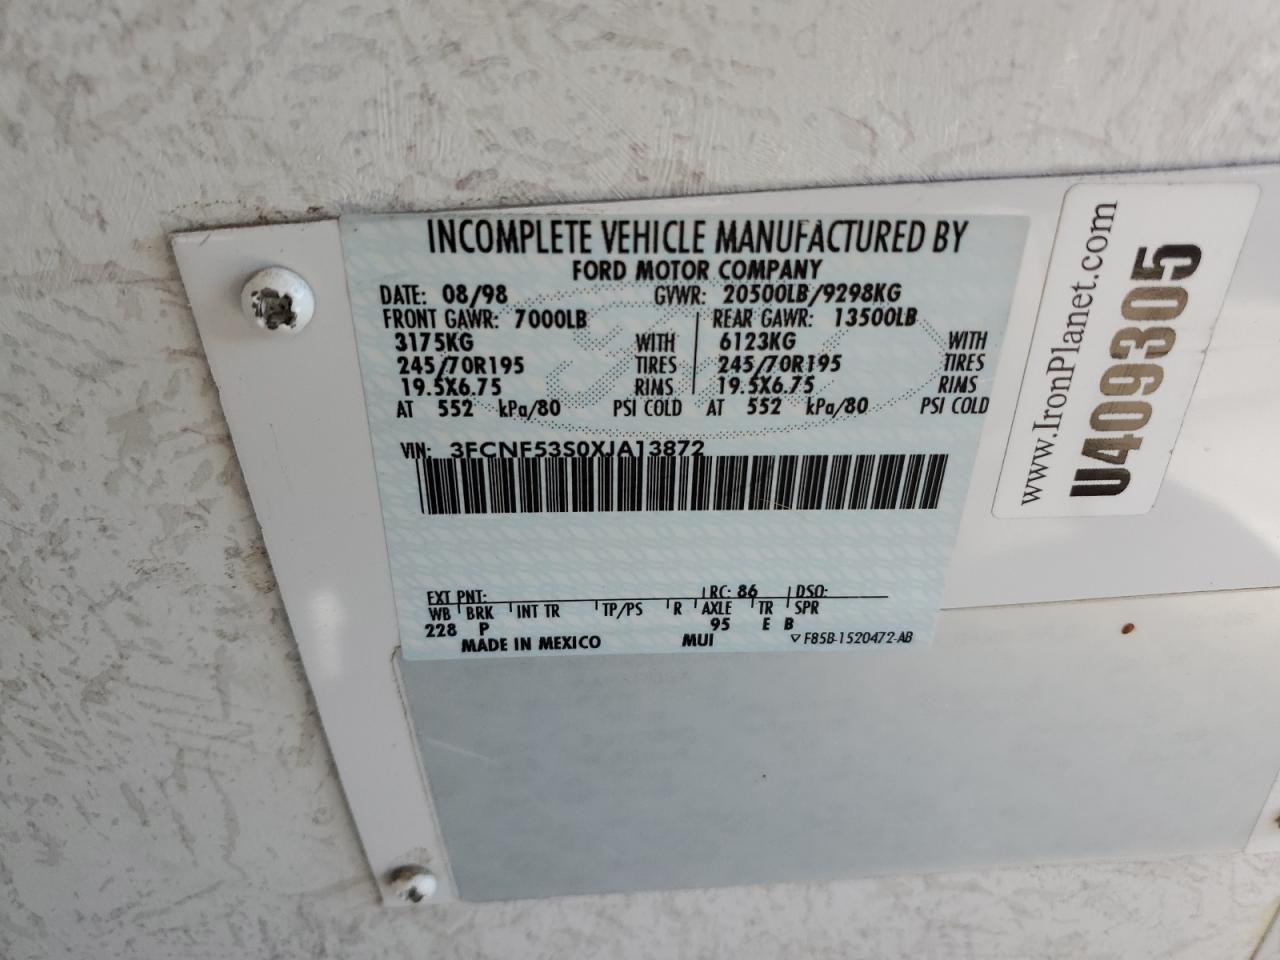 INCOMPLETE VEHICLE MANUFACTURED BY
FORD MOTOR COMPANY
DATE: 08/98 GVWR: 20500LB/9298KG
FRONT GAWR: 7000LB REAR GAWR: 13500LB
3175KG WITH 6123KG WITH
245/70R195 TIRES 245/70R195 TIRES
19.5X6.75 RIMS 19.5X6.75 RIMS
AT 552 kPa/80 PSI COLD AT 552 kPa/80 PSI COLD
VIN: 3FCNF53S0XJA13872
EXT PNT: RC: 86 DSO:
WB BRK INT TR TP/PS R AXLE TR SPR
228 P 95 E B
MADE IN MEXICO MUI F85B-1520472-AB
www.IronPlanet.com
U409305